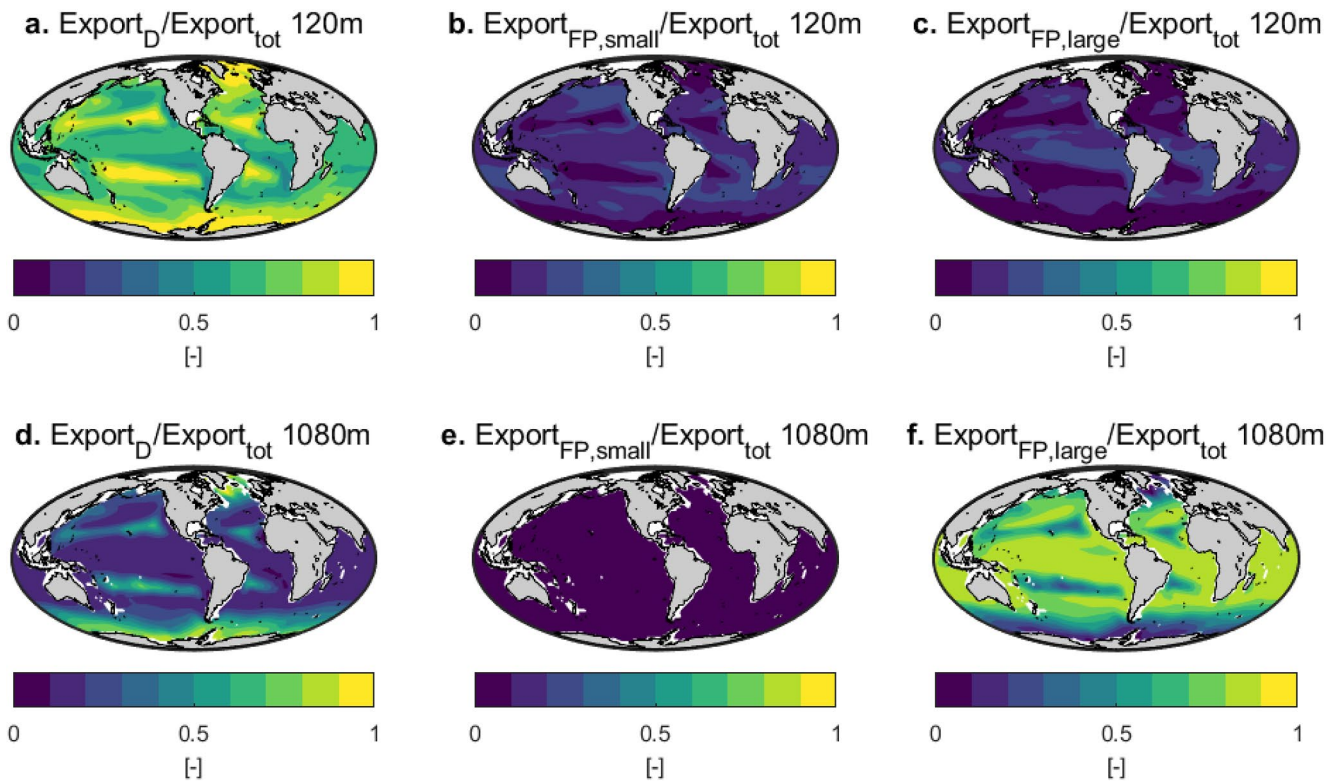 a. Export_D/Export_tot 120m
b. Export_FP,small/Export_tot 120m
c. Export_FP,large/Export_tot 120m
0 0.5 1
[-]
0 0.5 1
[-]
0 0.5 1
[-]
d. Export_D/Export_tot 1080m
e. Export_FP,small/Export_tot 1080m
f. Export_FP,large/Export_tot 1080m
0 0.5 1
[-]
0 0.5 1
[-]
0 0.5 1
[-]